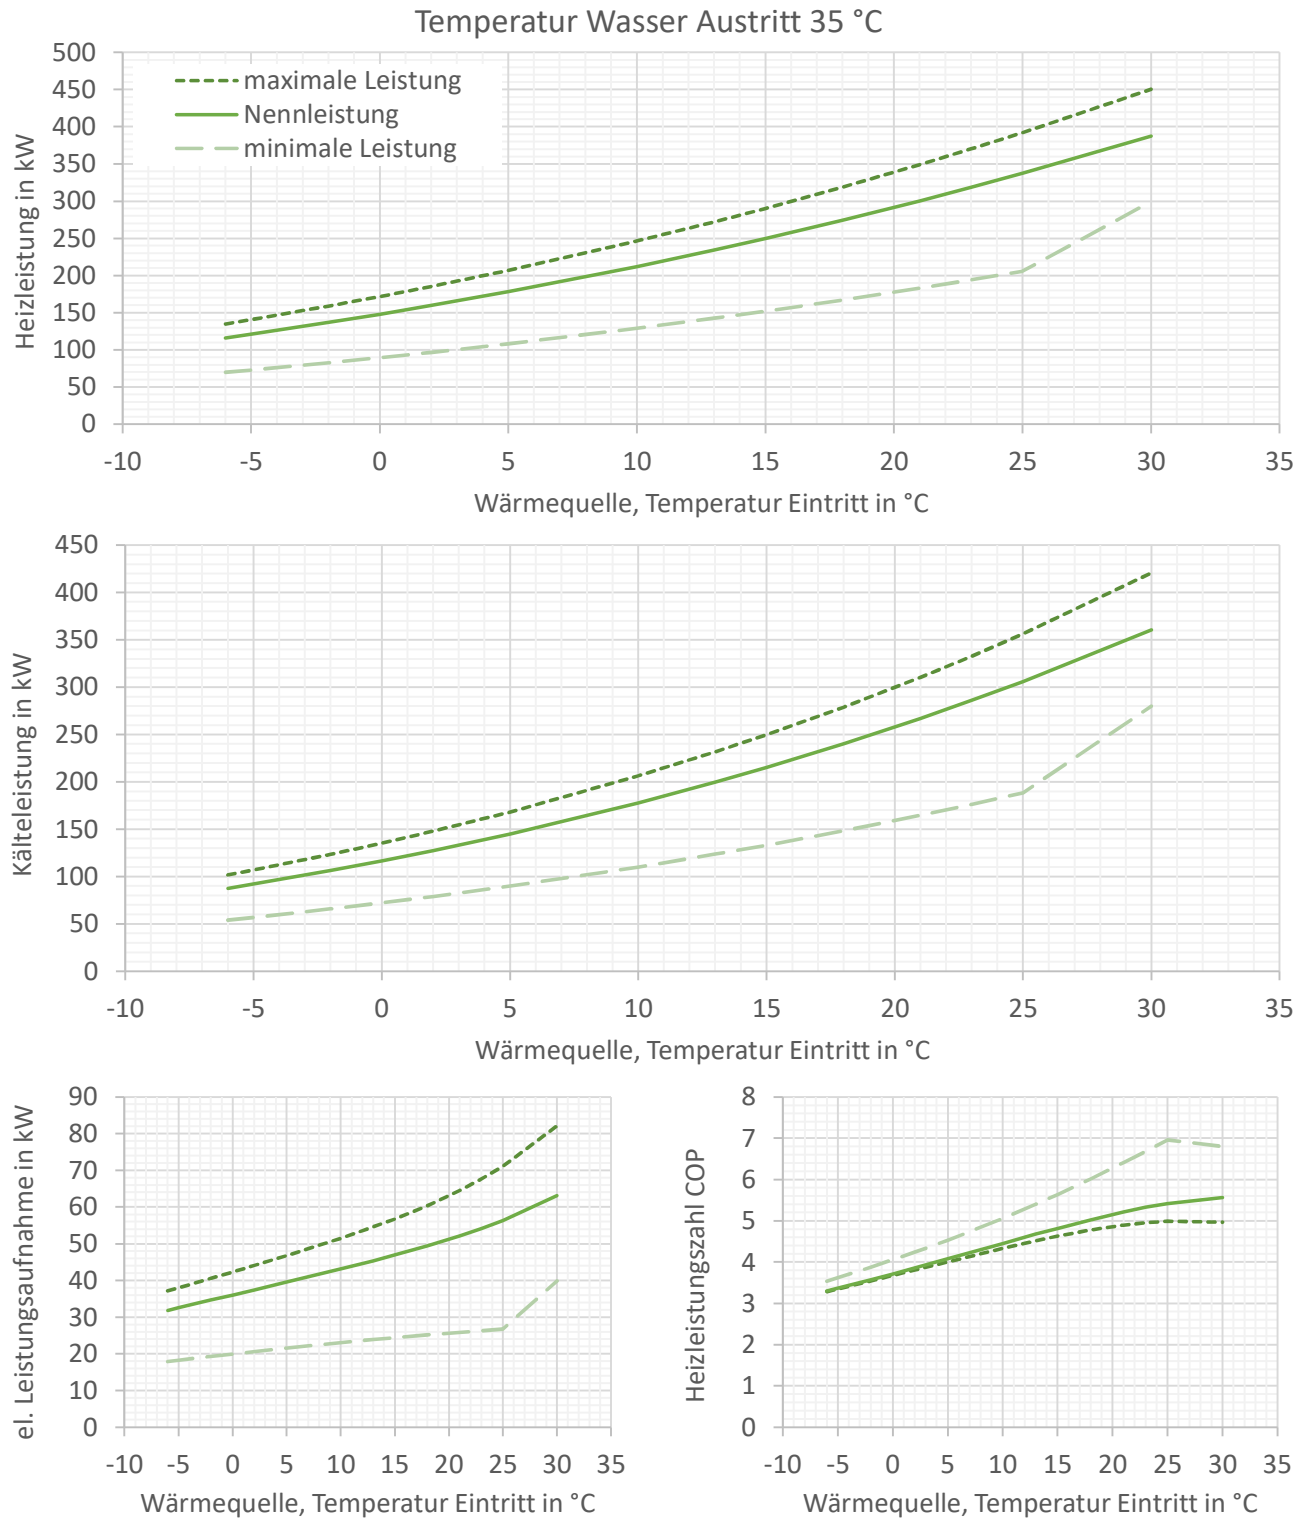 Temperatur Wasser Austritt 35 °C
500
450
400
350
300
250
200
150
100
50
0
Heizleistung in kW
maximale Leistung
Nennleistung
minimale Leistung
-10 -5 0 5 10 15 20 25 30 35
Wärmequelle, Temperatur Eintritt in °C
450
400
350
300
250
200
150
100
50
0
Kälteleistung in kW
-10 -5 0 5 10 15 20 25 30 35
Wärmequelle, Temperatur Eintritt in °C
90
80
70
60
50
40
30
20
10
0
el. Leistungsaufnahme in kW
-10 -5 0 5 10 15 20 25 30 35
Wärmequelle, Temperatur Eintritt in °C
8
7
6
5
4
3
2
1
0
Heizleistungszahl COP
-10 -5 0 5 10 15 20 25 30 35
Wärmequelle, Temperatur Eintritt in °C